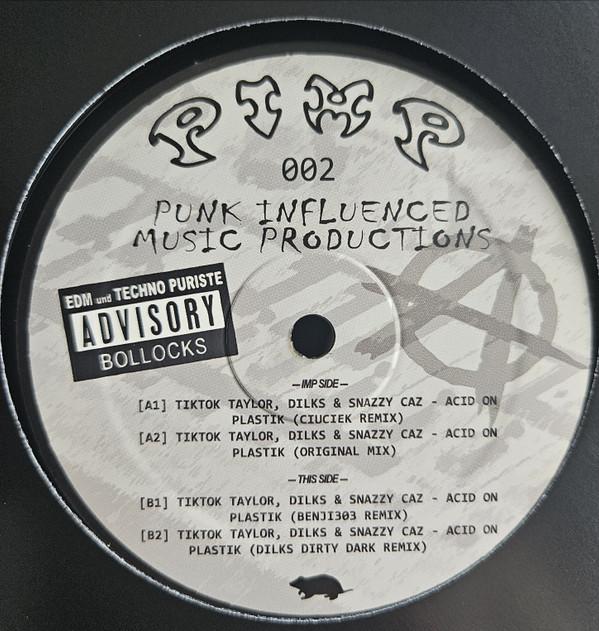 PIMP
002
PUNK INFLUENCED
MUSIC PRODUCTIONS
EDM und TECHNO PURISTE
ADVISORY
BOLLOCKS
— IMP SIDE —
[A1] TIKTOK TAYLOR, DILKS & SNAZZY CAZ - ACID ON
PLASTIK (CIUCIEK REMIX)
[A2] TIKTOK TAYLOR, DILKS & SNAZZY CAZ - ACID ON
PLASTIK (ORIGINAL MIX)
— THIS SIDE —
[B1] TIKTOK TAYLOR, DILKS & SNAZZY CAZ - ACID ON
PLASTIK (BENJI303 REMIX)
[B2] TIKTOK TAYLOR, DILKS & SNAZZY CAZ - ACID ON
PLASTIK (DILKS DIRTY DARK REMIX)